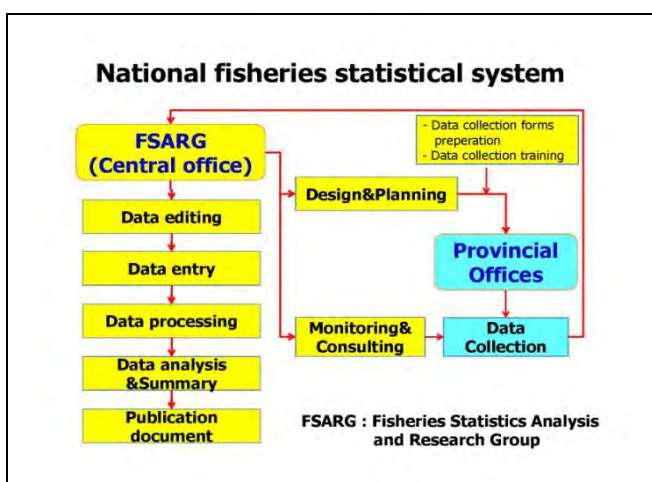 National fisheries statistical system
FSARG
(Central office)
- Data collection forms
preperation
- Data collection training
Design&Planning
Data editing
Provincial
Offices
Data entry
Data processing
Monitoring&
Consulting
Data
Collection
Data analysis
&Summary
Publication
document
FSARG : Fisheries Statistics Analysis
and Research Group